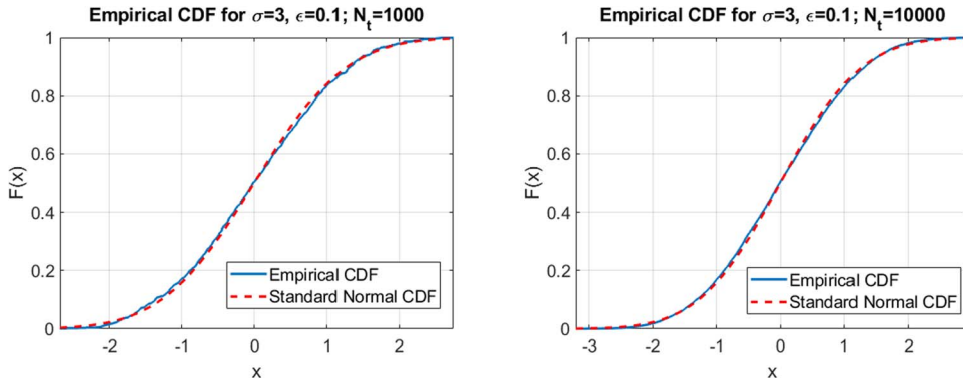 Empirical CDF for σ=3, ϵ=0.1; N_t=1000
1
0.8
0.6
0.4
0.2
0
F(x)
-2
-1
0
1
2
x
Empirical CDF
Standard Normal CDF
Empirical CDF for σ=3, ϵ=0.1; N_t=10000
1
0.8
0.6
0.4
0.2
0
F(x)
-3
-2
-1
0
1
2
x
Empirical CDF
Standard Normal CDF